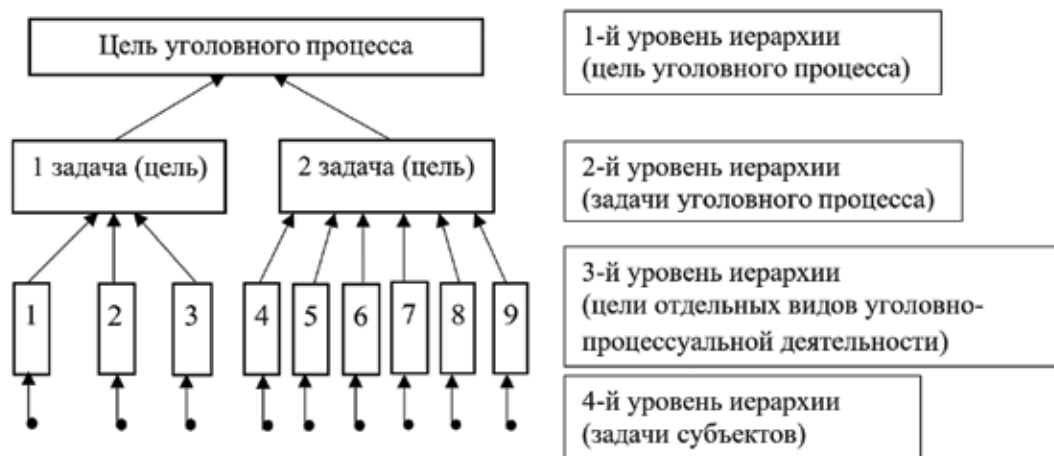 Цель уголовного процесса
1-й уровень иерархии
(цель уголовного процесса)
1 задача (цель)
2 задача (цель)
2-й уровень иерархии
(задачи уголовного процесса)
1
2
3
4
5
6
7
8
9
3-й уровень иерархии
(цели отдельных видов уголовно-
процессуальной деятельности)
4-й уровень иерархии
(задачи субъектов)